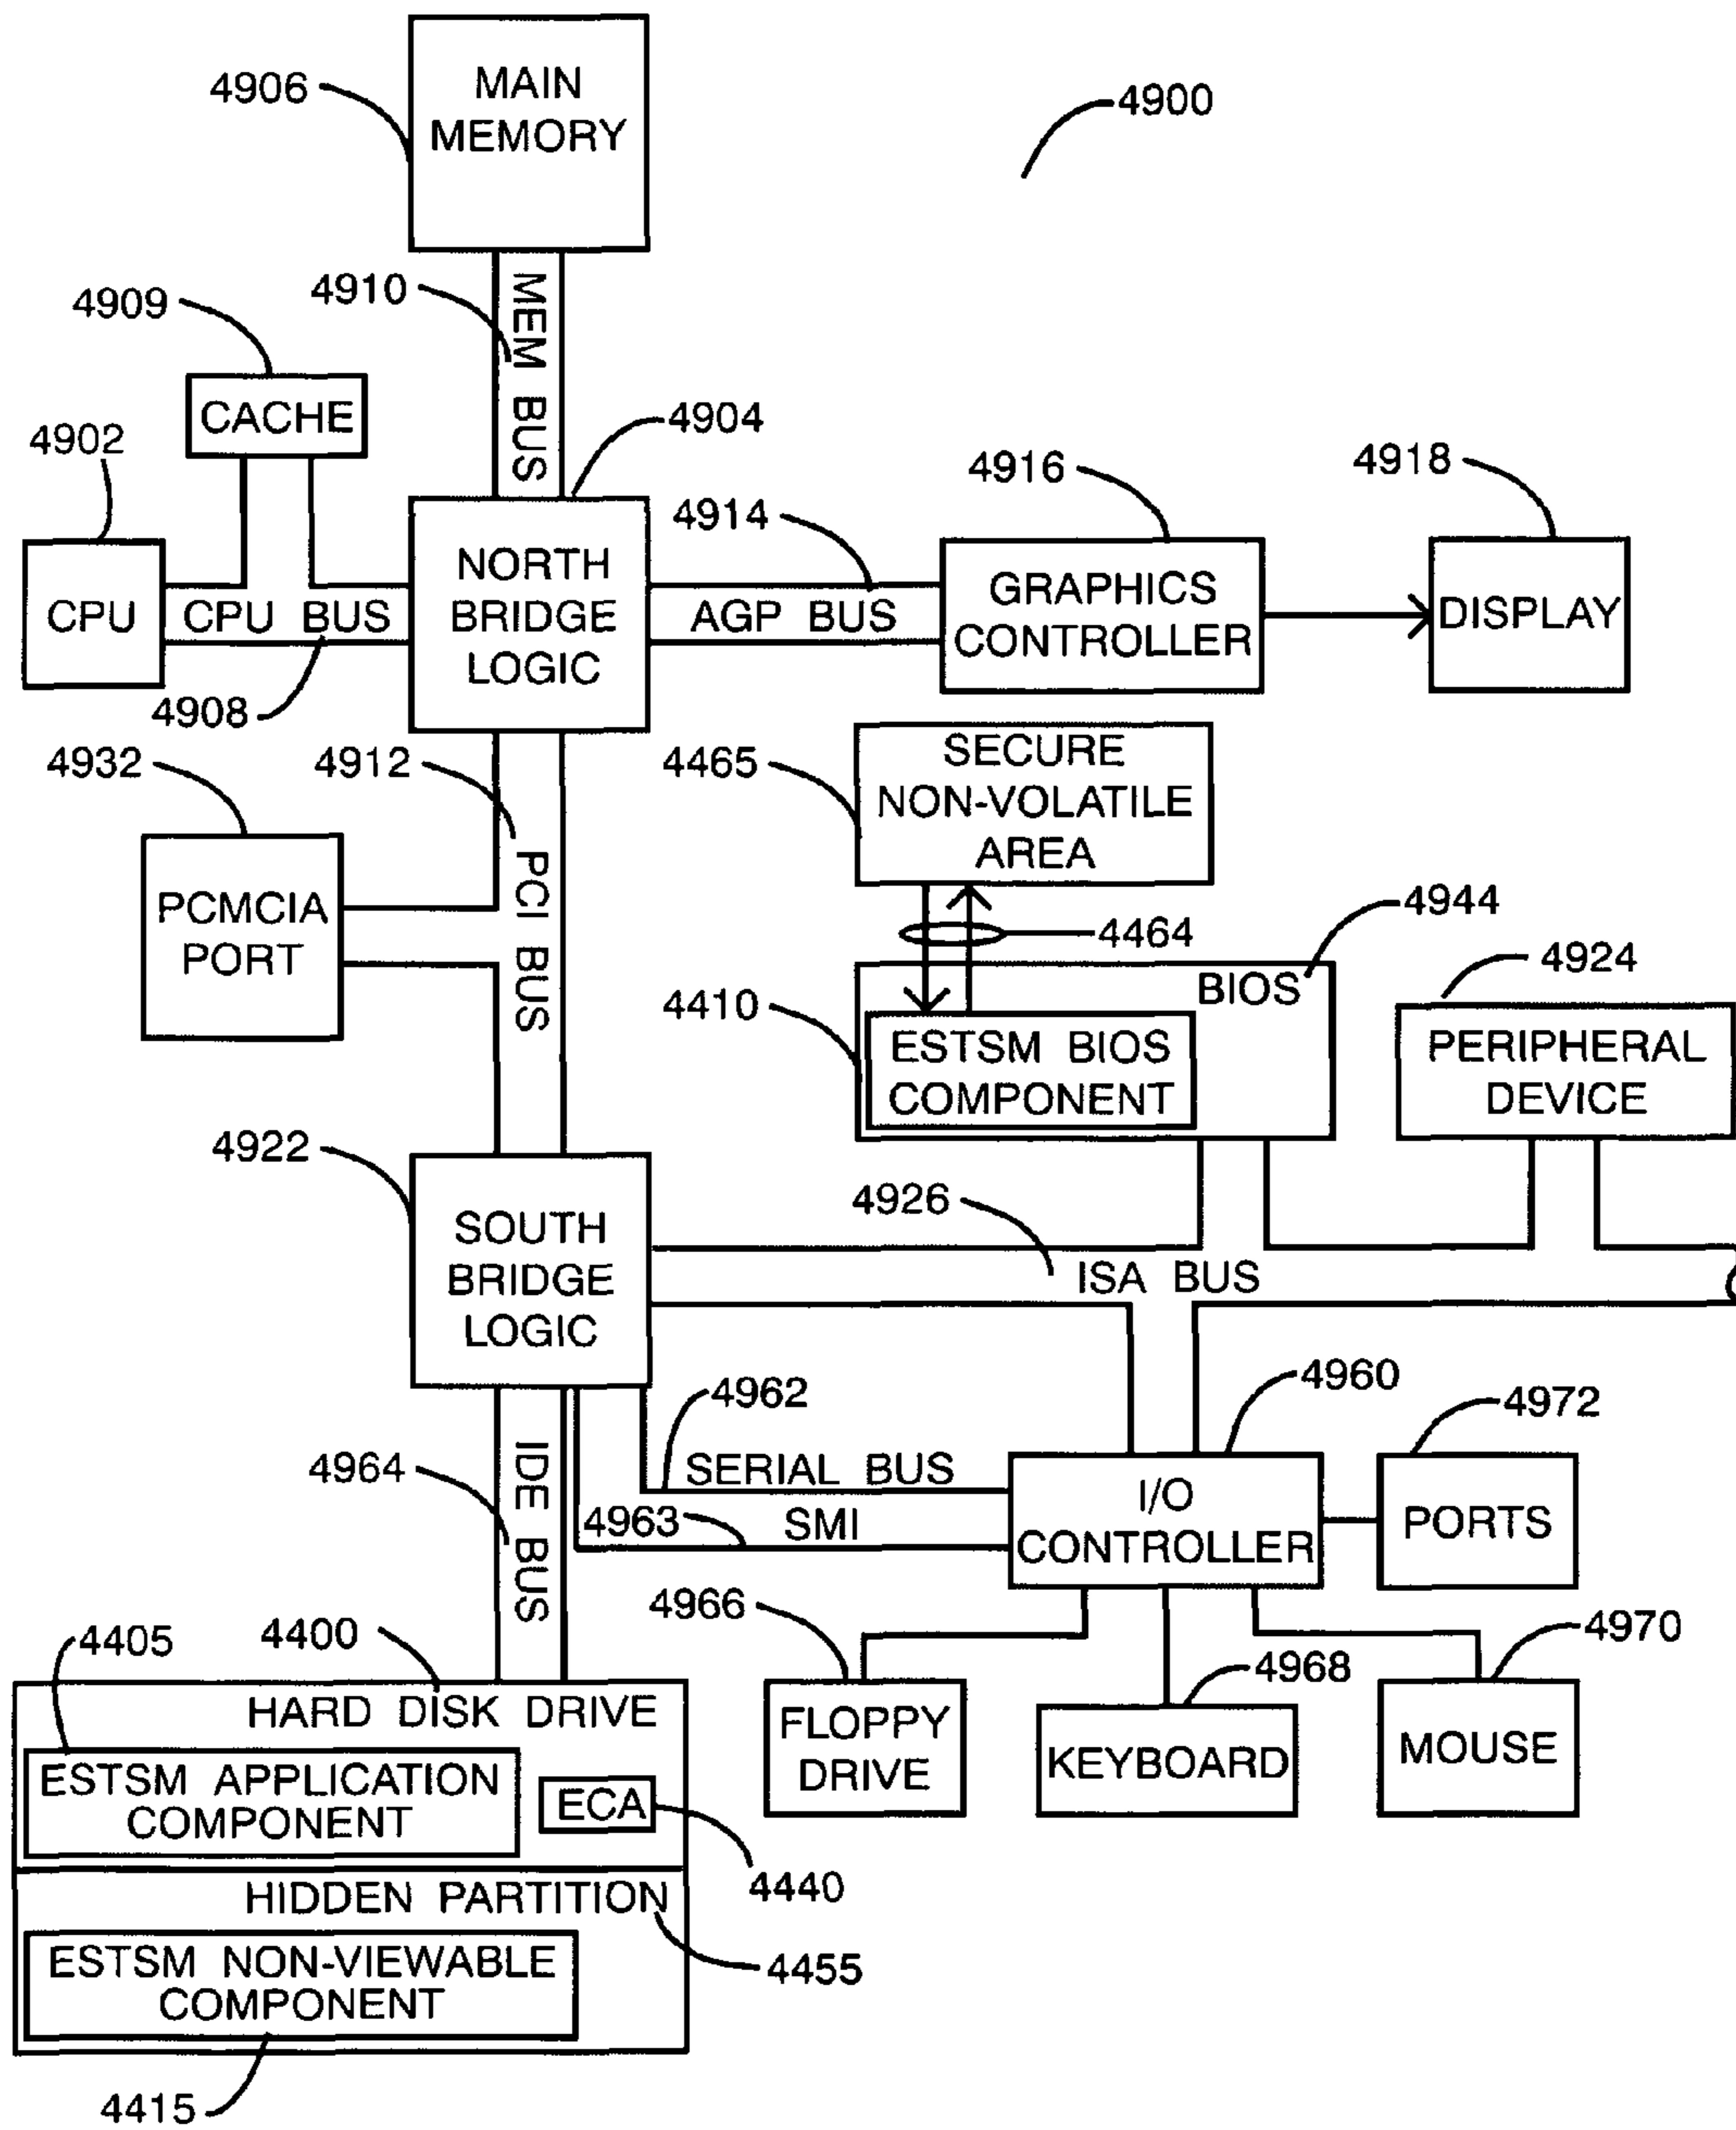 4906
MAIN
MEMORY
4900
4910
MEM BUS
4909
CACHE
4902
4904
4916
4918
4914
CPU
CPU BUS
NORTH
BRIDGE
LOGIC
AGP BUS
GRAPHICS
CONTROLLER
DISPLAY
4908
4932
4912
4465
SECURE
NON-VOLATILE
AREA
PCMCIA
PORT
PCI BUS
4464
4944
4924
4410
BIOS
ESTSM BIOS
COMPONENT
PERIPHERAL
DEVICE
4922
4926
SOUTH
BRIDGE
LOGIC
ISA BUS
4962
4960
4972
4964
IDE BUS
SERIAL BUS
4963
SMI
I/O
CONTROLLER
PORTS
4966
4968
4970
4405
4400
HARD DISK DRIVE
FLOPPY
DRIVE
KEYBOARD
MOUSE
ESTSM APPLICATION
COMPONENT
ECA
4440
HIDDEN PARTITION
4455
ESTSM NON-VIEWABLE
COMPONENT
4415